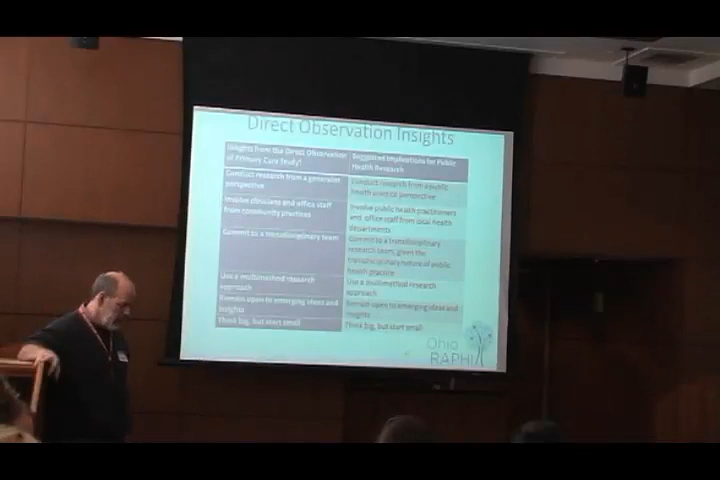 Direct Observation Insights
Insights from the Direct Observation
of Primary Care Study
Suggested Implications for Public
Health Research
Conduct research from a generalist
perspective
Conduct research from a public
health practical perspective
Involve physicians and office staff
from community practices
Involve public health practitioners
and office staff from local health
departments
Commit to a transdisciplinary team
Commit to a transdisciplinary
research team, given the
transdisciplinary nature of public
health practice
Use a multimethod research
approach
Use a multimethod research
approach
Remain open to emerging ideas and
insights
Remain open to emerging ideas and
insights
Think big, but start small
Think big, but start small
Ohio
RAPHI